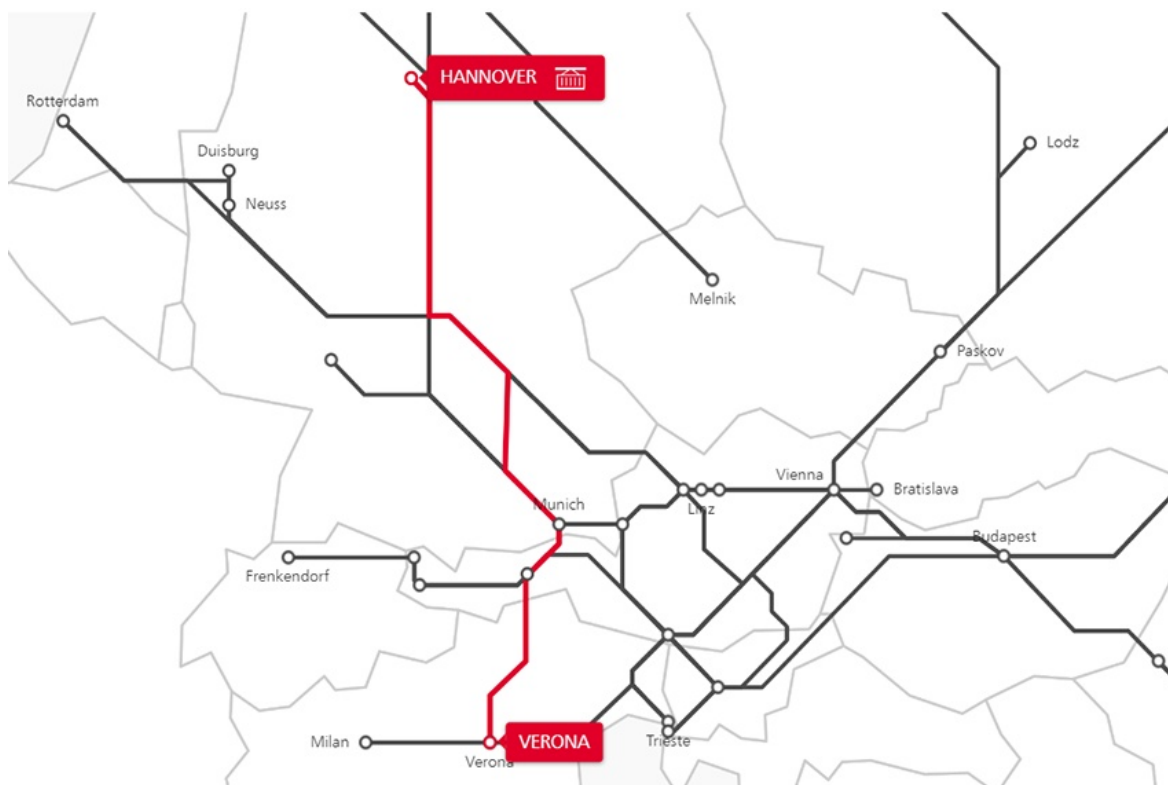 HANNOVER
Rotterdam
Lodz
Duisburg
Neuss
Melnik
Paskov
Vienna
Bratislava
Linz
Munich
Budapest
Frenkendorf
Milan
VERONA
Trieste
Verona